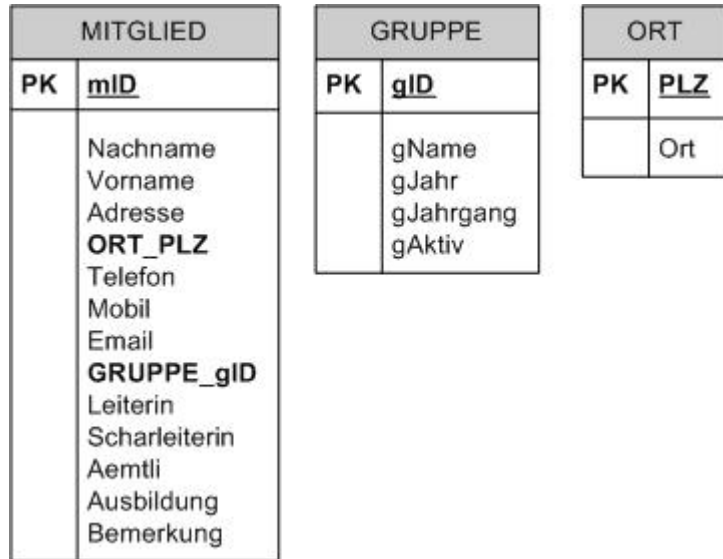 MITGLIED
PK mID
Nachname
Vorname
Adresse
ORT_PLZ
Telefon
Mobil
Email
GRUPPE_gID
Leiterin
Scharleiterin
Aemtli
Ausbildung
Bemerkung
GRUPPE
PK gID
gName
gJahr
gJahrgang
gAktiv
ORT
PK PLZ
Ort